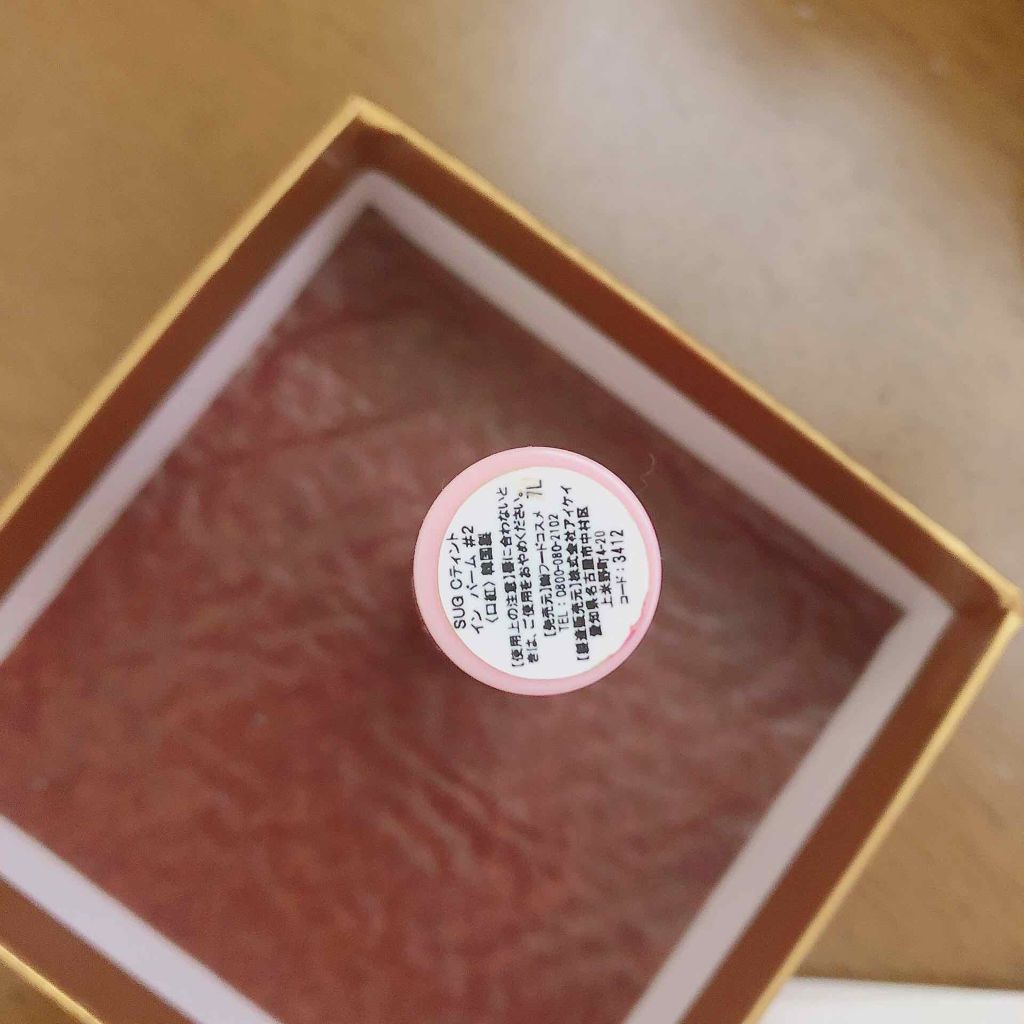 SUG Cティント
イン バーム #2
〈口紅〉韓国製
【使用上の注意】唇に合わないと
きは、ご使用をおやめください。
【発売元】㈱フードコスメ 7L
TEL:0800-080-2102
【製造販売元】株式会社アイケイ
愛知県名古屋市中村区
上米野町4-20
コード:3412